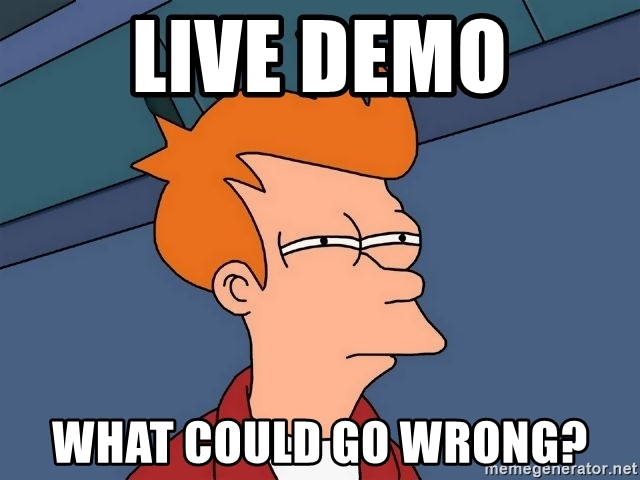 LIVE DEMO
WHAT COULD GO WRONG?
memegenerator.net